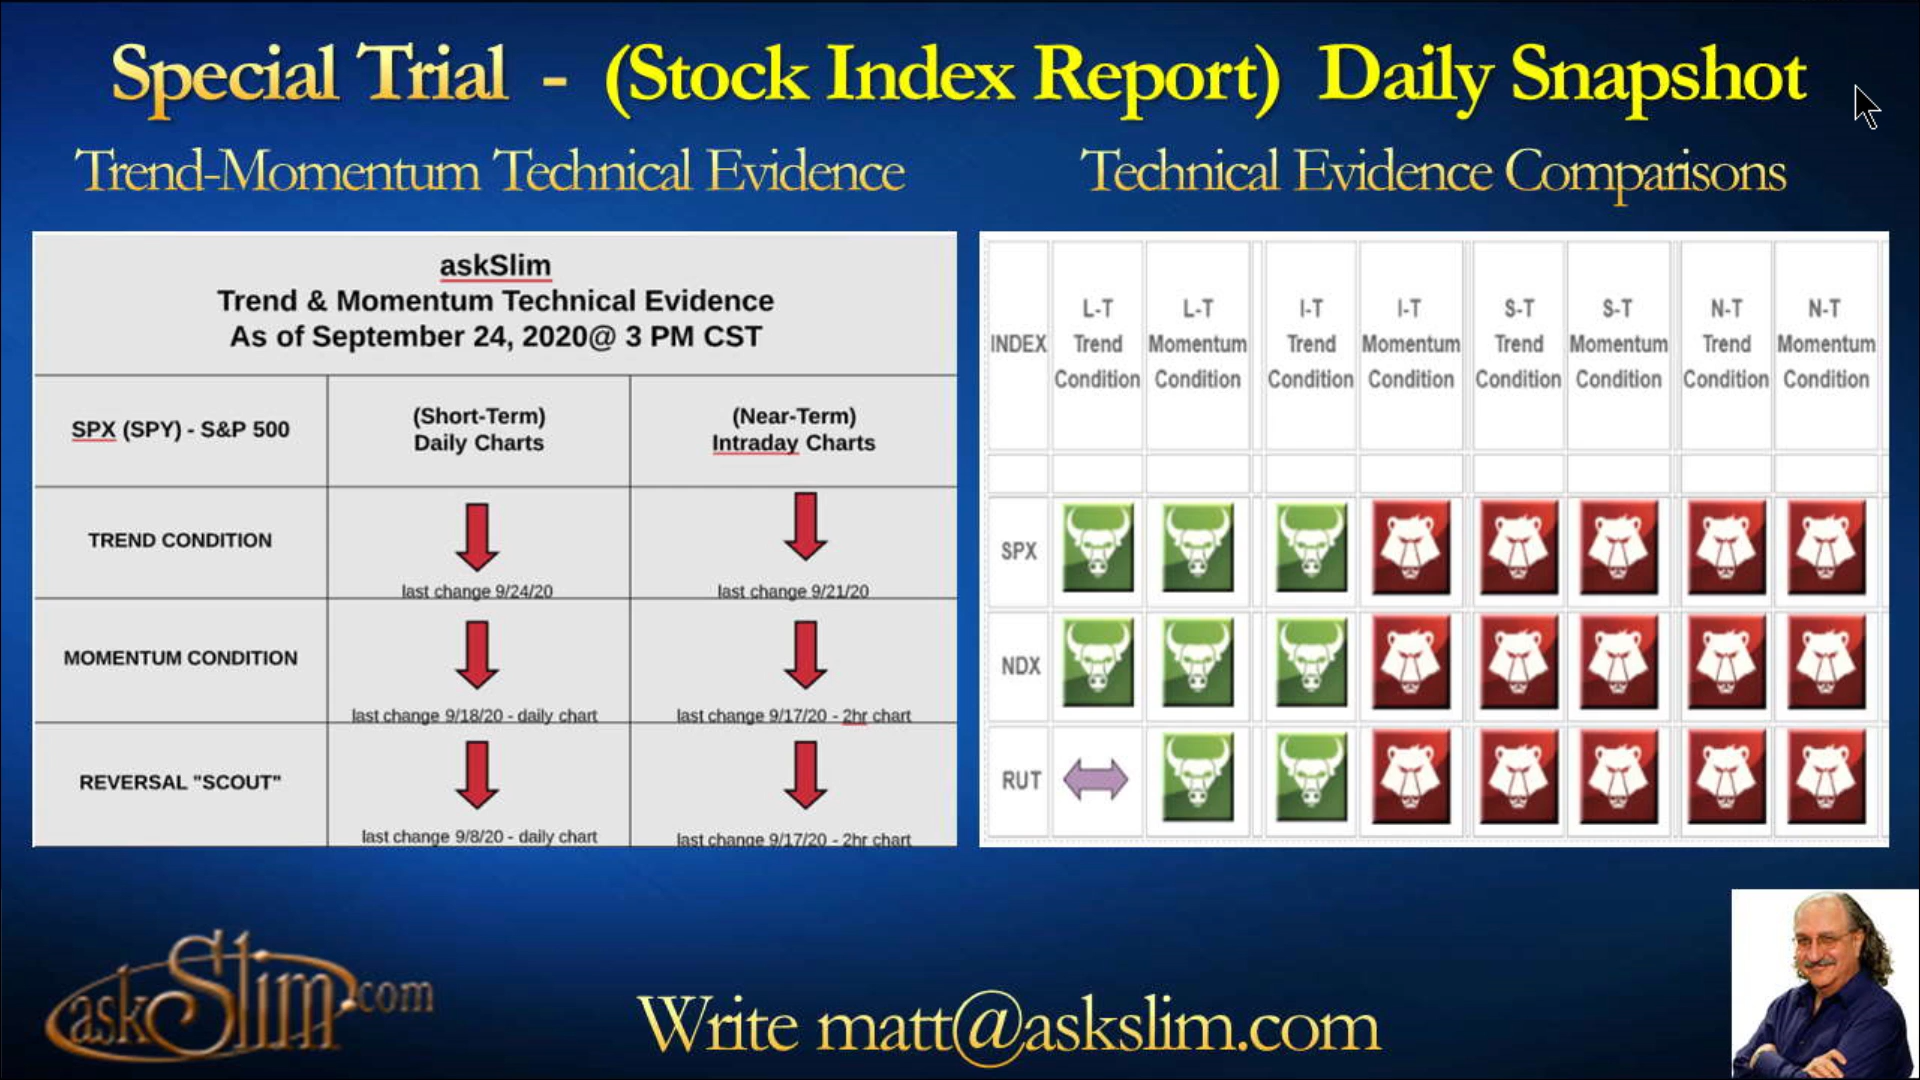 Special Trial - (Stock Index Report) Daily Snapshot
Trend-Momentum Technical Evidence
askSlim
Trend & Momentum Technical Evidence
As of September 24, 2020@ 3 PM CST
SPX (SPY) - S&P 500
(Short-Term)
Daily Charts
(Near-Term)
Intraday Charts
TREND CONDITION
last change 9/24/20
last change 9/21/20
MOMENTUM CONDITION
last change 9/18/20 - daily chart
last change 9/17/20 - 2hr chart
REVERSAL "SCOUT"
last change 9/8/20 - daily chart
last change 9/17/20 - 2hr chart
Technical Evidence Comparisons
INDEX
L-T
Trend
Condition
L-T
Momentum
Condition
I-T
Trend
Condition
I-T
Momentum
Condition
S-T
Trend
Condition
S-T
Momentum
Condition
N-T
Trend
Condition
N-T
Momentum
Condition
SPX
NDX
RUT
askSlim.com
Write matt@askslim.com